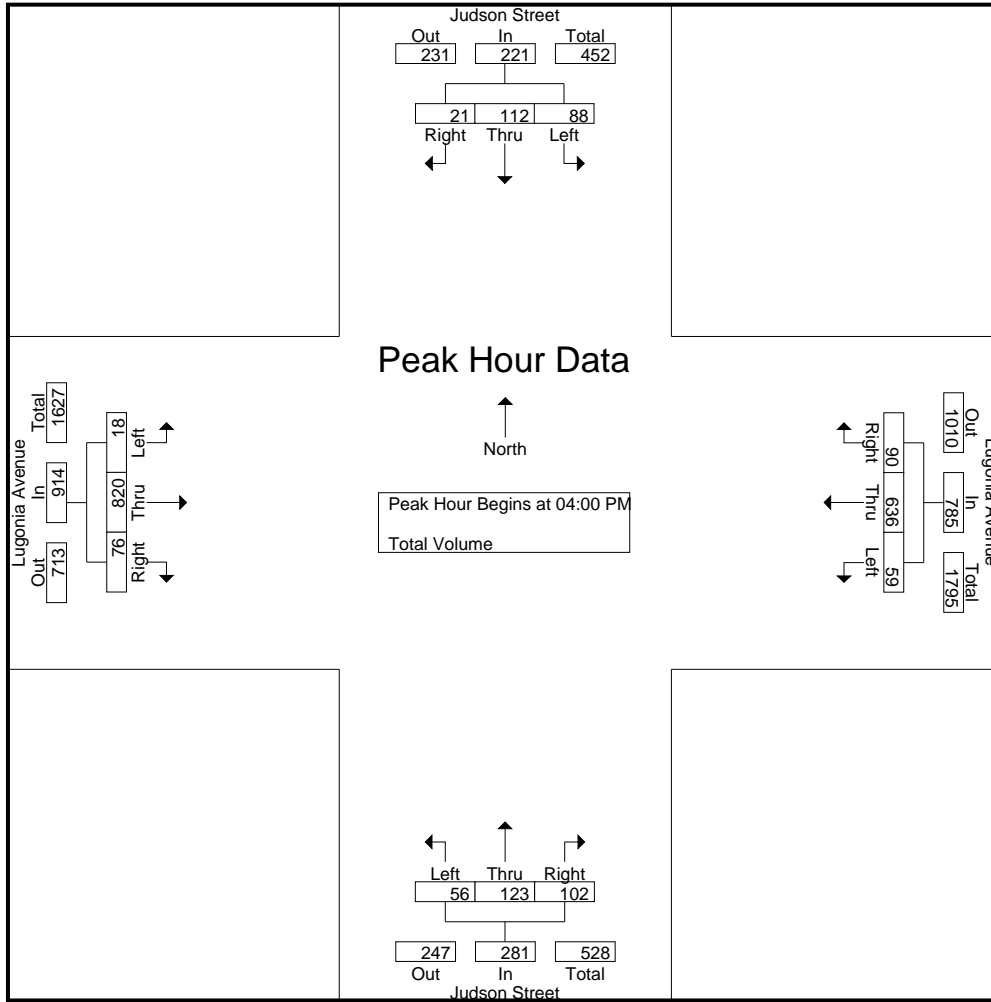 Judson Street
Out In Total
231 221 452
21 112 88
Right Thru Left
Peak Hour Data
North
Peak Hour Begins at 04:00 PM
Total Volume
Lugonia Avenue
Out In Total
713 914 1627
18 820 76
Left Thru Right
Lugonia Avenue
Out In Total
1010 785 1795
90 636 59
Right Thru Left
Left Thru Right
56 123 102
247 281 528
Out In Total
Judson Street